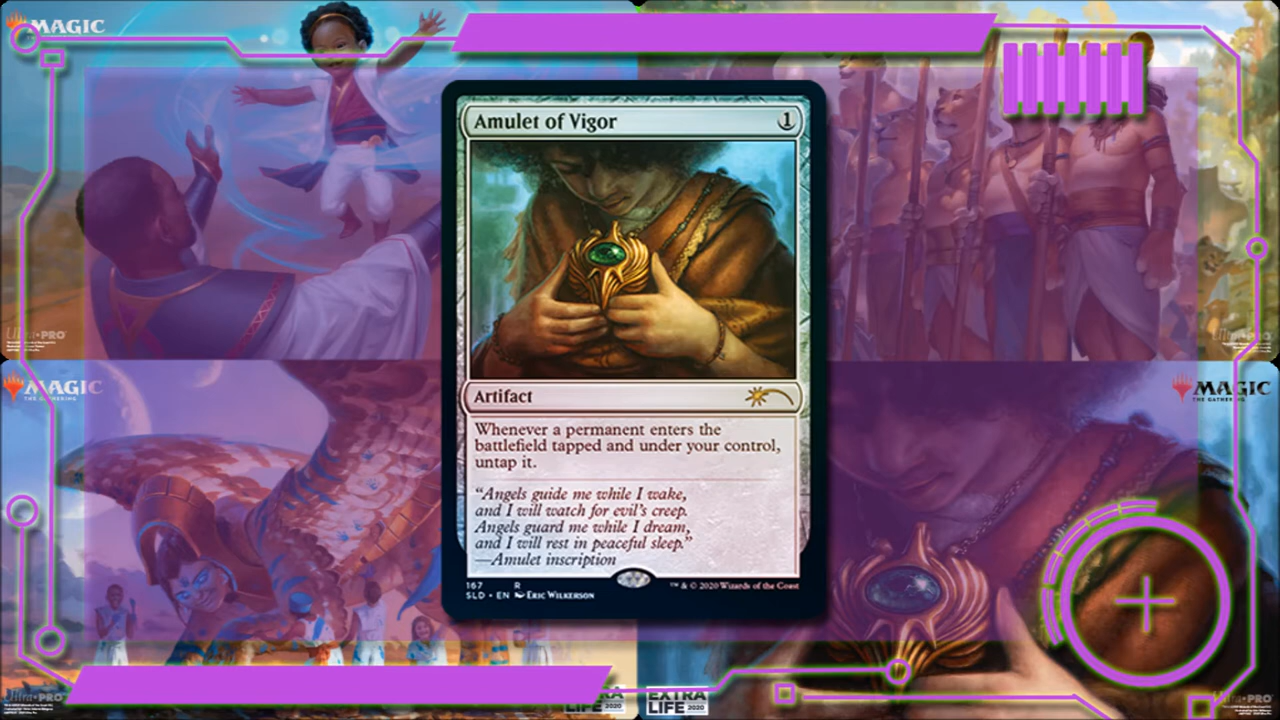 MAGIC
Amulet of Vigor 1
Artifact
Whenever a permanent enters the
battlefield tapped and under your control,
untap it.
“Angels guide me while I wake,
and I will watch for evil's creep.
Angels guard me while I dream,
and I will rest in peaceful sleep.”
—Amulet inscription
167 R
SLD • EN Eric Wilkerson
™ & © 2020 Wizards of the Coast
Ultra•PRO
MAGIC
THE GATHERING
MAGIC
THE GATHERING
EXTRA
LIFE 2020